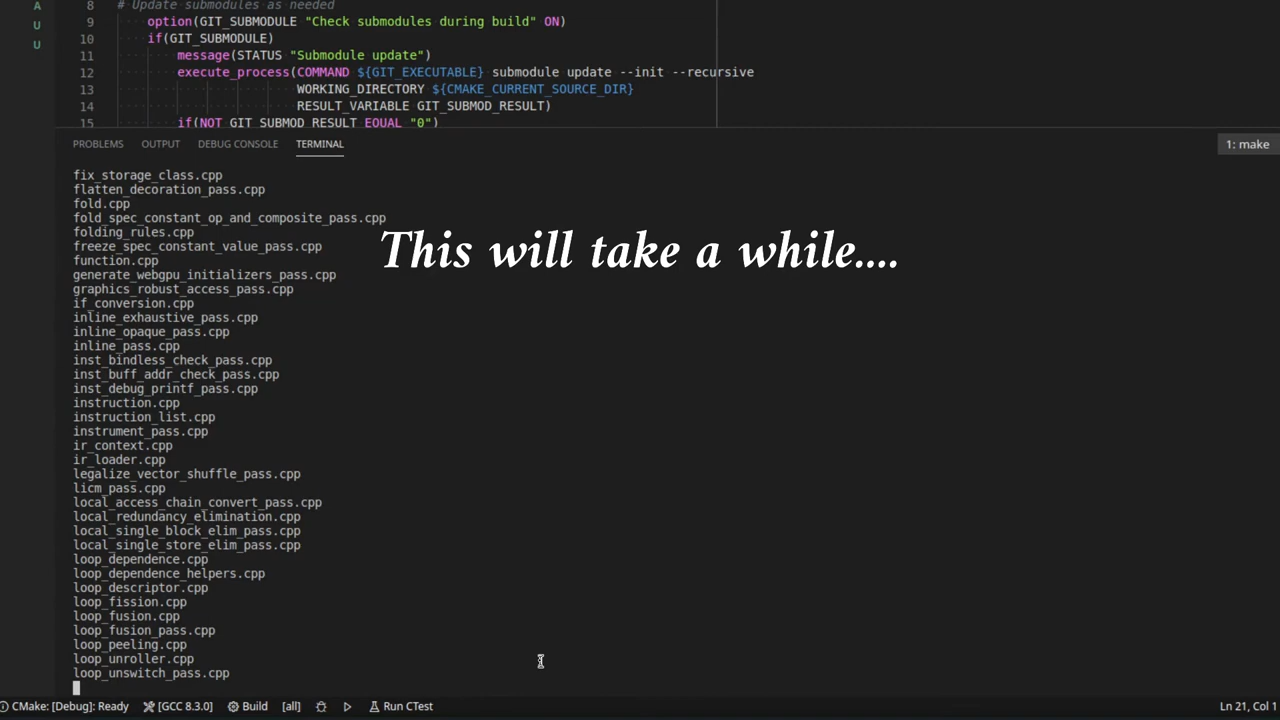 A
8 # Update submodules as needed
U
9 option(GIT_SUBMODULE "Check submodules during build" ON)
10 if(GIT_SUBMODULE)
U
11 message(STATUS "Submodule update")
12 execute_process(COMMAND ${GIT_EXECUTABLE} submodule update --init --recursive
13 WORKING_DIRECTORY ${CMAKE_CURRENT_SOURCE_DIR}
14 RESULT_VARIABLE GIT_SUBMOD_RESULT)
15 if(NOT GIT_SUBMOD_RESULT EQUAL "0")
PROBLEMS OUTPUT DEBUG CONSOLE TERMINAL 1: make
fix_storage_class.cpp
flatten_decoration_pass.cpp
fold.cpp
fold_spec_constant_op_and_composite_pass.cpp
folding_rules.cpp
freeze_spec_constant_value_pass.cpp
This will take a while....
function.cpp
generate_webgpu_initializers_pass.cpp
graphics_robust_access_pass.cpp
if_conversion.cpp
inline_exhaustive_pass.cpp
inline_opaque_pass.cpp
inline_pass.cpp
inst_bindless_check_pass.cpp
inst_buff_addr_check_pass.cpp
inst_debug_printf_pass.cpp
instruction.cpp
instruction_list.cpp
instrument_pass.cpp
ir_context.cpp
ir_loader.cpp
legalize_vector_shuffle_pass.cpp
licm_pass.cpp
local_access_chain_convert_pass.cpp
local_redundancy_elimination.cpp
local_single_block_elim_pass.cpp
local_single_store_elim_pass.cpp
loop_dependence.cpp
loop_dependence_helpers.cpp
loop_descriptor.cpp
loop_fission.cpp
loop_fusion.cpp
loop_fusion_pass.cpp
loop_peeling.cpp
loop_unroller.cpp
loop_unswitch_pass.cpp
CMake: [Debug]: Ready [GCC 8.3.0] Build [all] Run CTest Ln 21, Col 1